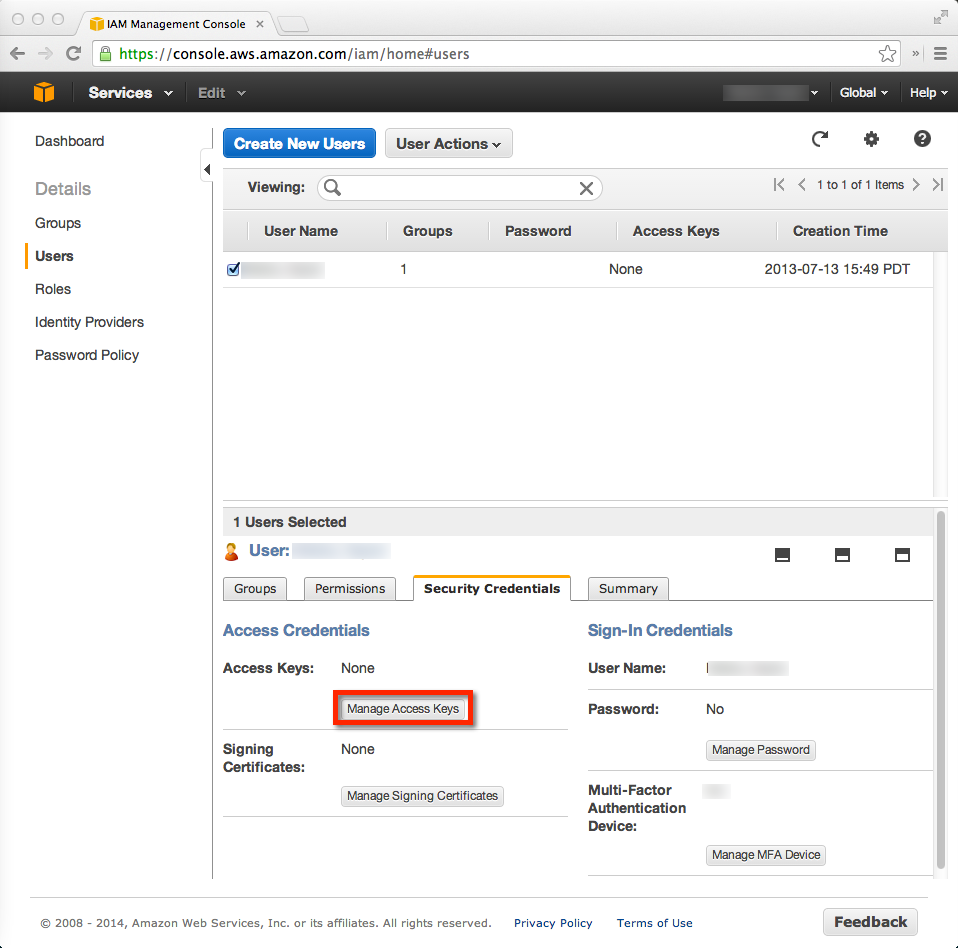 IAM Management Console
https://console.aws.amazon.com/iam/home#users
Services Edit Global Help
Dashboard
Details
Groups
Users
Roles
Identity Providers
Password Policy
Create New Users User Actions
Viewing: 1 to 1 of 1 Items
User Name Groups Password Access Keys Creation Time
1 None 2013-07-13 15:49 PDT
1 Users Selected
User:
Groups Permissions Security Credentials Summary
Access Credentials
Access Keys: None
Manage Access Keys
Signing Certificates: None
Manage Signing Certificates
Sign-In Credentials
User Name:
Password: No
Manage Password
Multi-Factor
Authentication
Device:
Manage MFA Device
© 2008 - 2014, Amazon Web Services, Inc. or its affiliates. All rights reserved. Privacy Policy Terms of Use Feedback